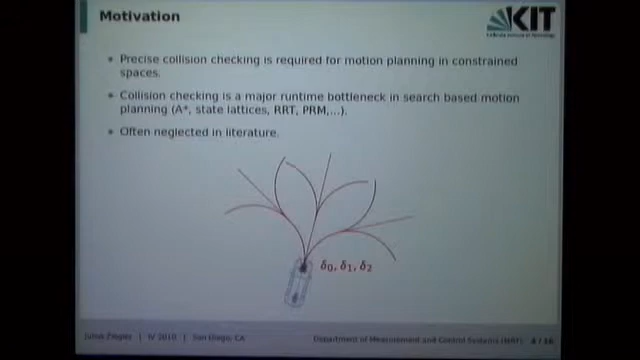 Motivation
KIT
Precise collision checking is required for motion planning in constrained
spaces.
Collision checking is a major runtime bottleneck in search based motion
planning (A*, state lattices, RRT, PRM,...).
Often neglected in literature.
δ0, δ1, δ2
Julius Ziegler | IV 2010 | San Diego, CA
Department of Measurement and Control Systems (MRT)